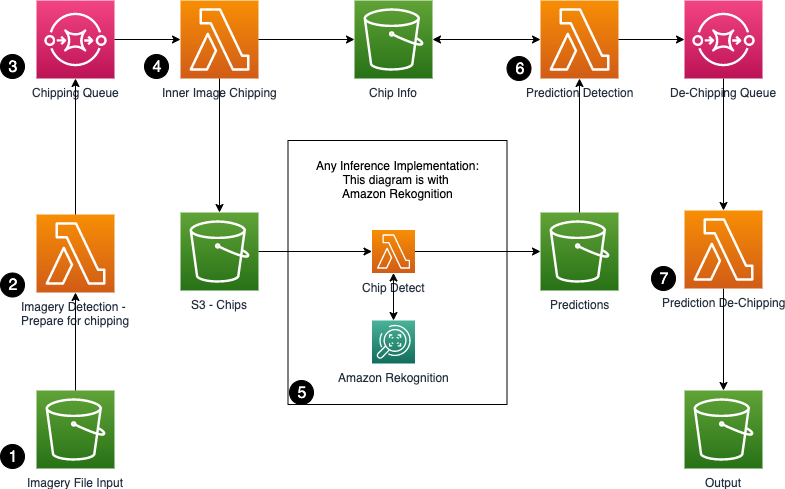 3
Chipping Queue
4
Inner Image Chipping
Chip Info
6
Prediction Detection
De-Chipping Queue
Any Inference Implementation:
This diagram is with
Amazon Rekognition
2
Imagery Detection -
Prepare for chipping
S3 - Chips
Chip Detect
Predictions
7
Prediction De-Chipping
Amazon Rekognition
5
1
Imagery File Input
Output